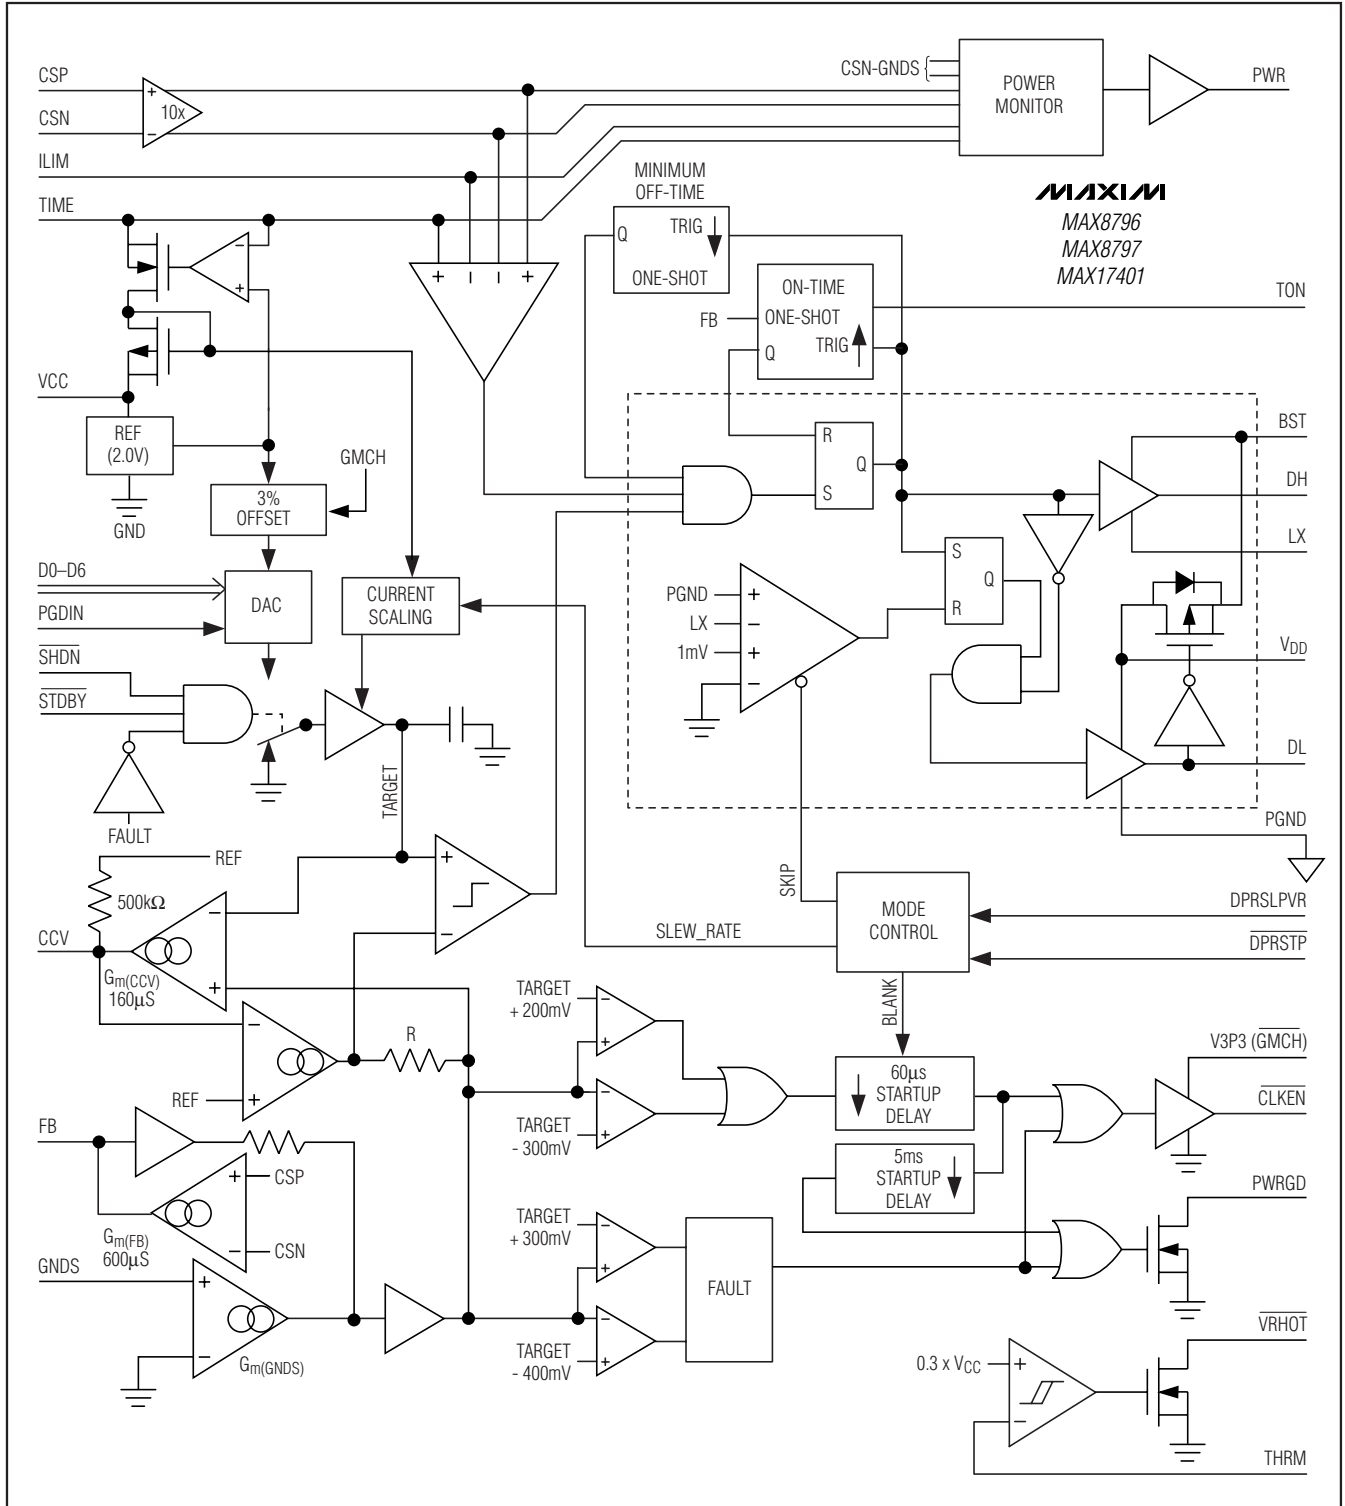 CSP
CSN
ILIM
TIME
+
10x
−
CSN-GNDS
POWER
MONITOR
PWR
MAXIM
MAX8796
MAX8797
MAX17401
MINIMUM
OFF-TIME
Q
TRIG
ONE-SHOT
ON-TIME
FB
ONE-SHOT
Q
TRIG
TON
−
+
+
−
−
+
VCC
REF
(2.0V)
GND
GMCH
3%
OFFSET
D0–D6
PGDIN
DAC
CURRENT
SCALING
SHDN
STDBY
FAULT
TARGET
R
Q
S
S
Q
R
PGND
+
LX
−
1mV
+
−
BST
DH
LX
VDD
DL
PGND
SKIP
MODE
CONTROL
DPRSLPVR
DPRSTP
SLEW_RATE
BLANK
REF
500kΩ
CCV
−
+
Gm(CCV)
160µS
+
−
−
+
REF
R
FB
+
CSP
−
CSN
Gm(FB)
600µS
GNDS
+
−
Gm(GNDS)
TARGET
+ 200mV
−
+
−
+
TARGET
- 300mV
TARGET
+ 300mV
−
+
−
+
TARGET
- 400mV
FAULT
60µs
STARTUP
DELAY
5ms
STARTUP
DELAY
V3P3 (GMCH)
CLKEN
PWRGD
VRHOT
0.3 x VCC
+
−
THRM